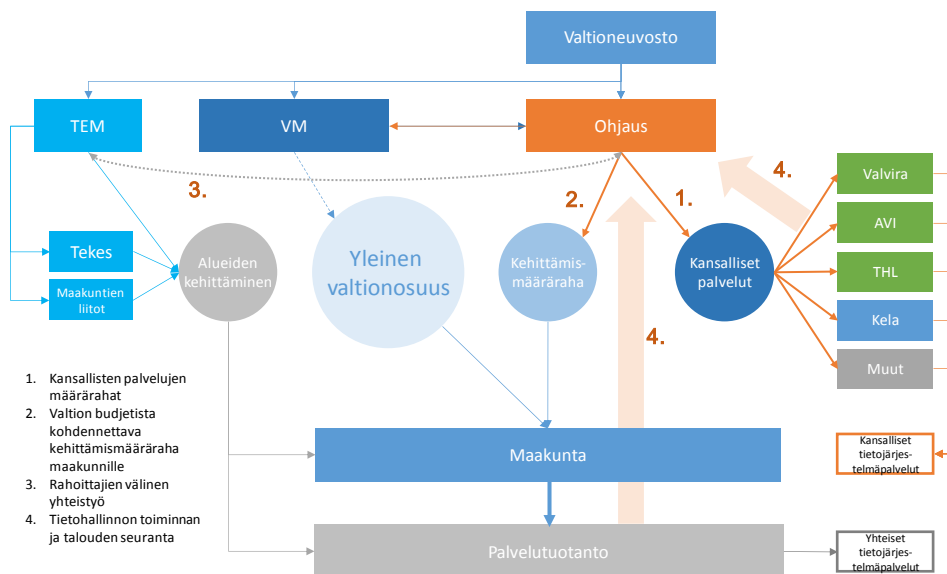 Valtioneuvosto
TEM
VM
Ohjaus
3.
2.
1.
4.
Valvira
AVI
THL
Kela
Muut
Tekes
Maakuntien
liitot
Alueiden
kehittäminen
Yleinen
valtionosuus
Kehittämis-
määräraha
Kansalliset
palvelut
4.
1. Kansallisten palvelujen
määrärahat
2. Valtion budjetista
kohdennettava
kehittämismääräraha
maakunnille
3. Rahoittajien välinen
yhteistyö
4. Tietohallinnon toiminnan
ja talouden seuranta
Maakunta
Palvelutuotanto
Kansalliset
tietojärjes-
telmäpalvelut
Yhteiset
tietojärjes-
telmäpalvelut